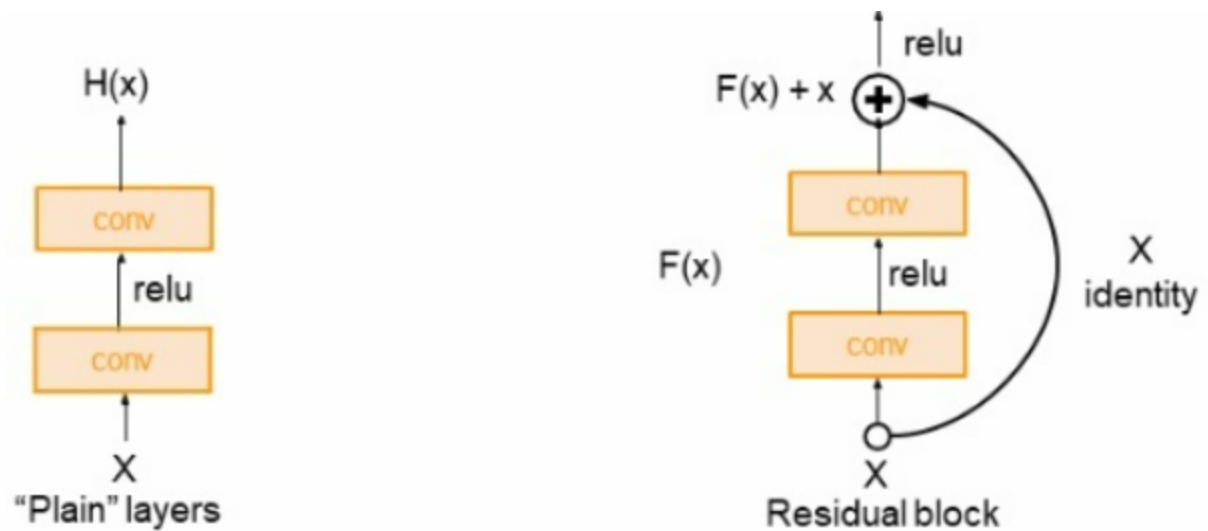 H(x)
conv
relu
conv
X
“Plain” layers
relu
F(x) + x
conv
F(x)
relu
X
identity
conv
X
Residual block